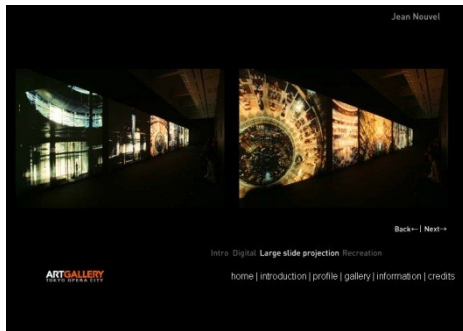 Jean Nouvel
Back← | Next→
Intro Digital Large slide projection Recreation
ARTGALLERY
TOKYO OPERA CITY
home | introduction | profile | gallery | information | credits